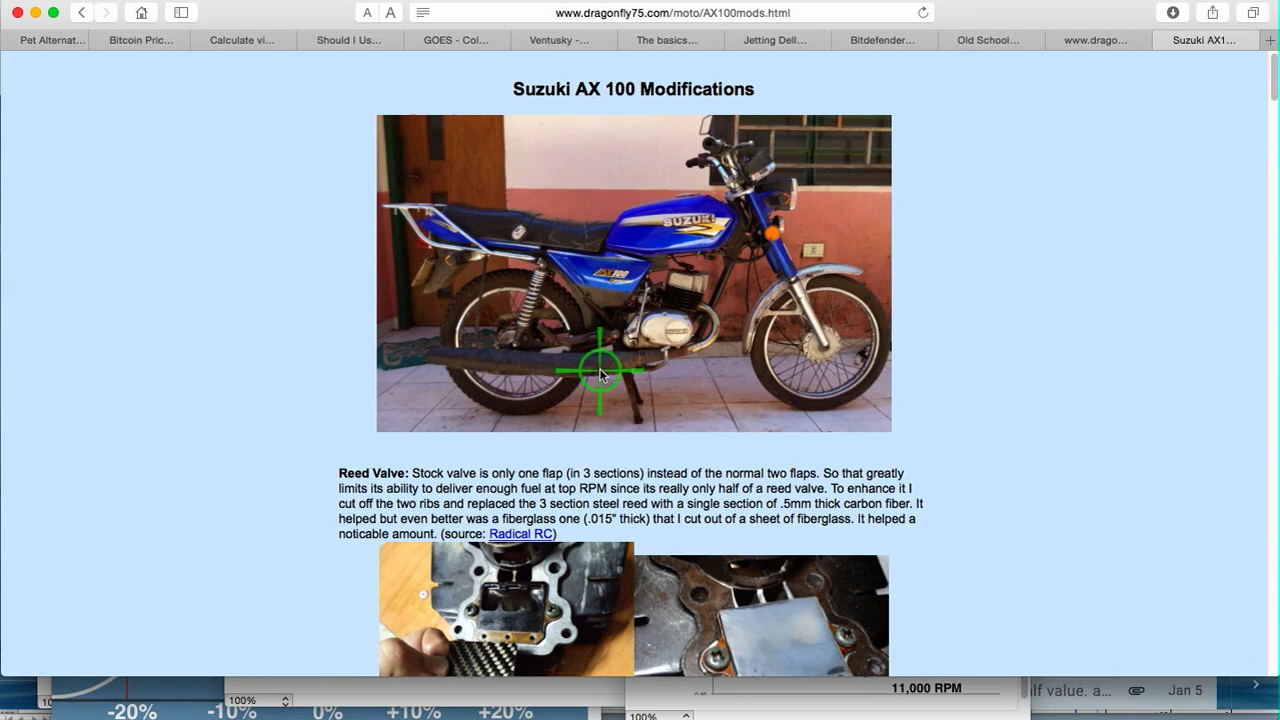 A A
www.dragonfly75.com/moto/AX100mods.html
Pet Alternat...
Bitcoin Pric...
Calculate vi...
Should I Us...
GOES - Col...
Ventusky -...
The basics...
Jetting Dell...
Bitdefender...
Old School...
www.drago...
Suzuki AX1...
Suzuki AX 100 Modifications
SUZUKI
AX100
Reed Valve: Stock valve is only one flap (in 3 sections) instead of the normal two flaps. So that greatly
limits its ability to deliver enough fuel at top RPM since its really only half of a reed valve. To enhance it I
cut off the two ribs and replaced the 3 section steel reed with a single section of .5mm thick carbon fiber. It
helped but even better was a fiberglass one (.015" thick) that I cut out of a sheet of fiberglass. It helped a
noticable amount. (source: Radical RC)
100%
-20% -10% 0% +10% +20%
11,000 RPM
100%
lf value. a...
Jan 5